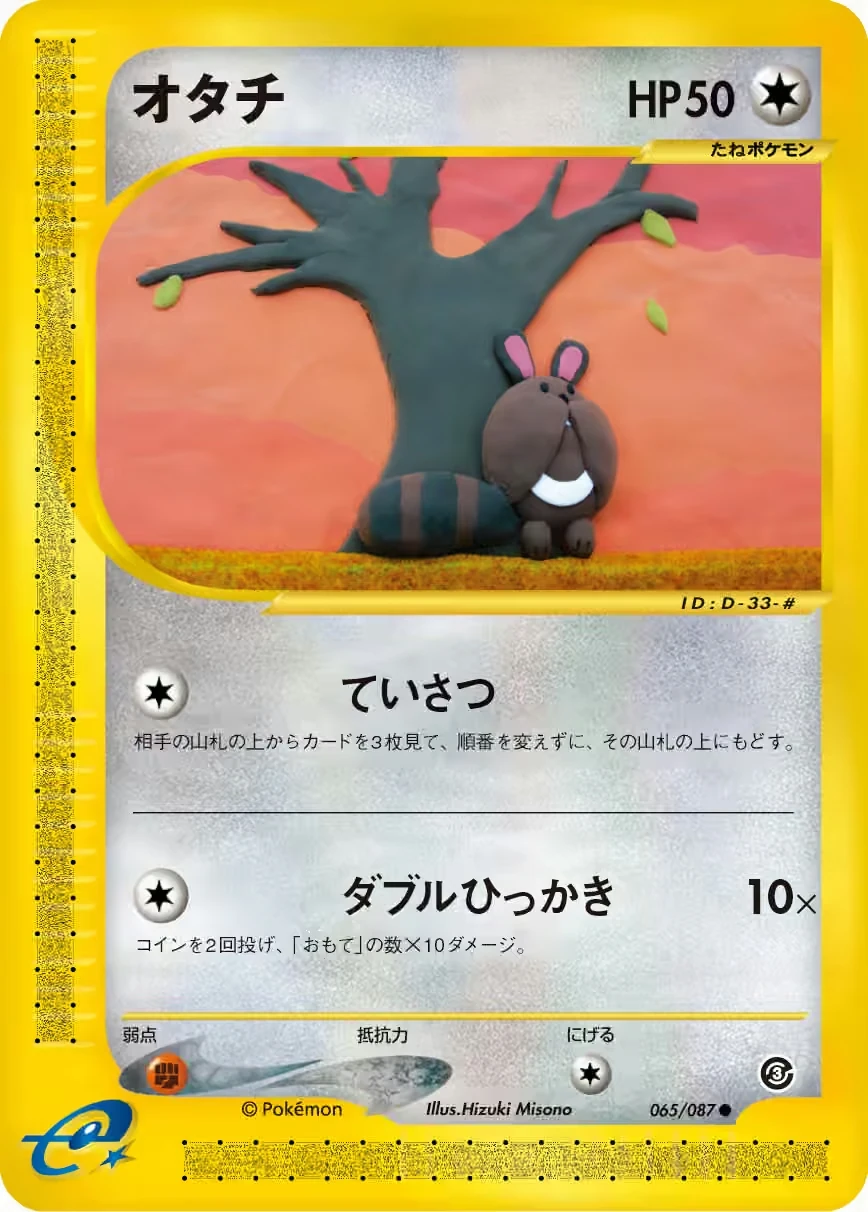 オタチ
HP50
たねポケモン
ID:D-33-#
ていさつ
相手の山札の上からカードを3枚見て、順番を変えずに、その山札の上にもどす。
ダブルひっかき 10×
コインを2回投げ、「おもて」の数×10ダメージ。
弱点 抵抗力 にげる
3
© Pokémon Illus.Hizuki Misono 065/087●
e